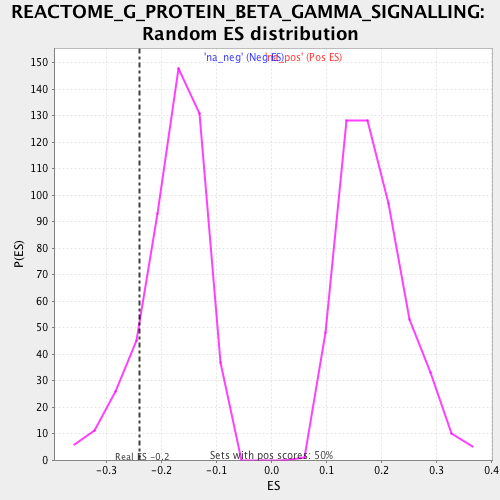 REACTOME_G_PROTEIN_BETA_GAMMA_SIGNALLING:
Random ES distribution
'na_neg' (Neg ES)
'na_pos' (Pos ES)
150
140
130
120
110
100
90
80
70
60
50
40
30
20
10
0
P(ES)
Real ES -0.2
Sets with pos scores: 50%
-0.3 -0.2 -0.1 0.0 0.1 0.2 0.3 0.4
ES